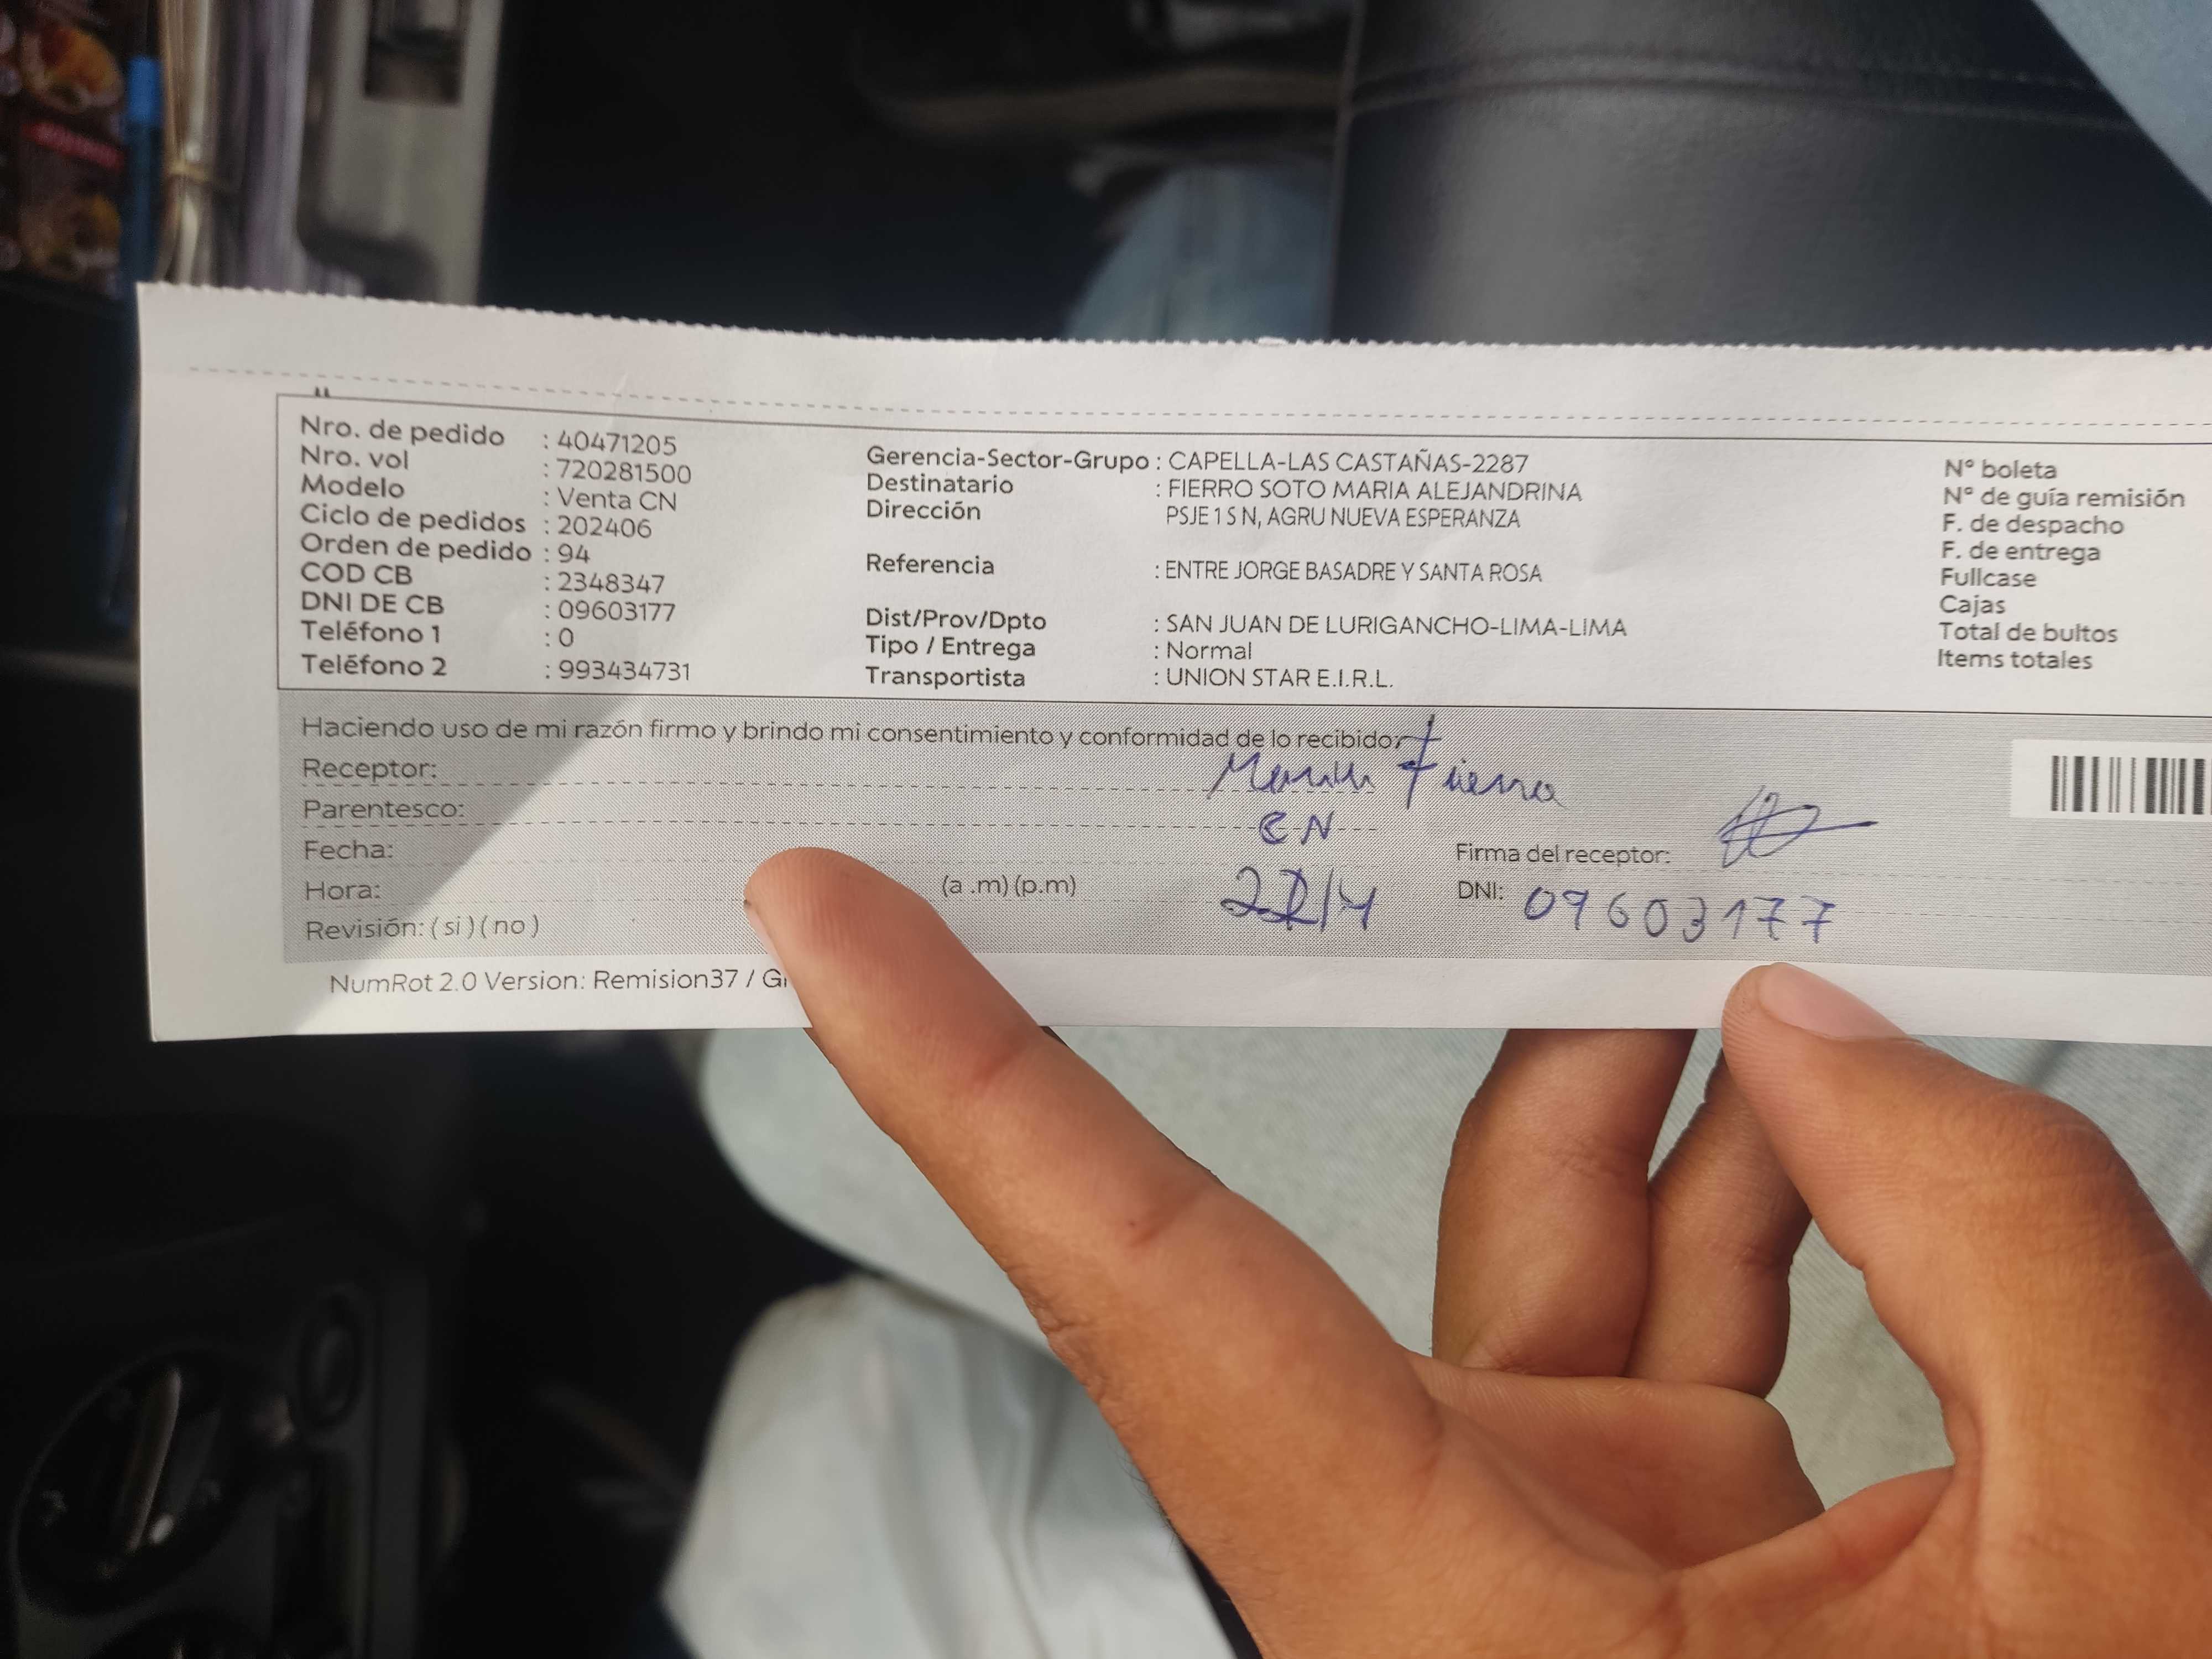 Nro. de pedido : 40471205
Nro. vol : 720281500
Modelo : Venta CN
Ciclo de pedidos : 202406
Orden de pedido : 94
COD CB : 2348347
DNI DE CB : 09603177
Teléfono 1 : 0
Teléfono 2 : 993434731
Gerencia-Sector-Grupo : CAPELLA-LAS CASTAÑAS-2287
Destinatario : FIERRO SOTO MARIA ALEJANDRINA
Dirección PSJE 1 S N, AGRU NUEVA ESPERANZA
Referencia : ENTRE JORGE BASADRE Y SANTA ROSA
Dist/Prov/Dpto : SAN JUAN DE LURIGANCHO-LIMA-LIMA
Tipo / Entrega : Normal
Transportista : UNION STAR E.I.R.L.
N° boleta
N° de guía remisión
F. de despacho
F. de entrega
Fullcase
Cajas
Total de bultos
Items totales
Haciendo uso de mi razón firmo y brindo mi consentimiento y conformidad de lo recibido:
Receptor: Fierro
Parentesco: CN
Fecha:
Hora: (a .m) (p.m) 22/4
Revisión: ( si ) ( no )
Firma del receptor:
DNI: 09603177
NumRot 2.0 Version: Remision37 /